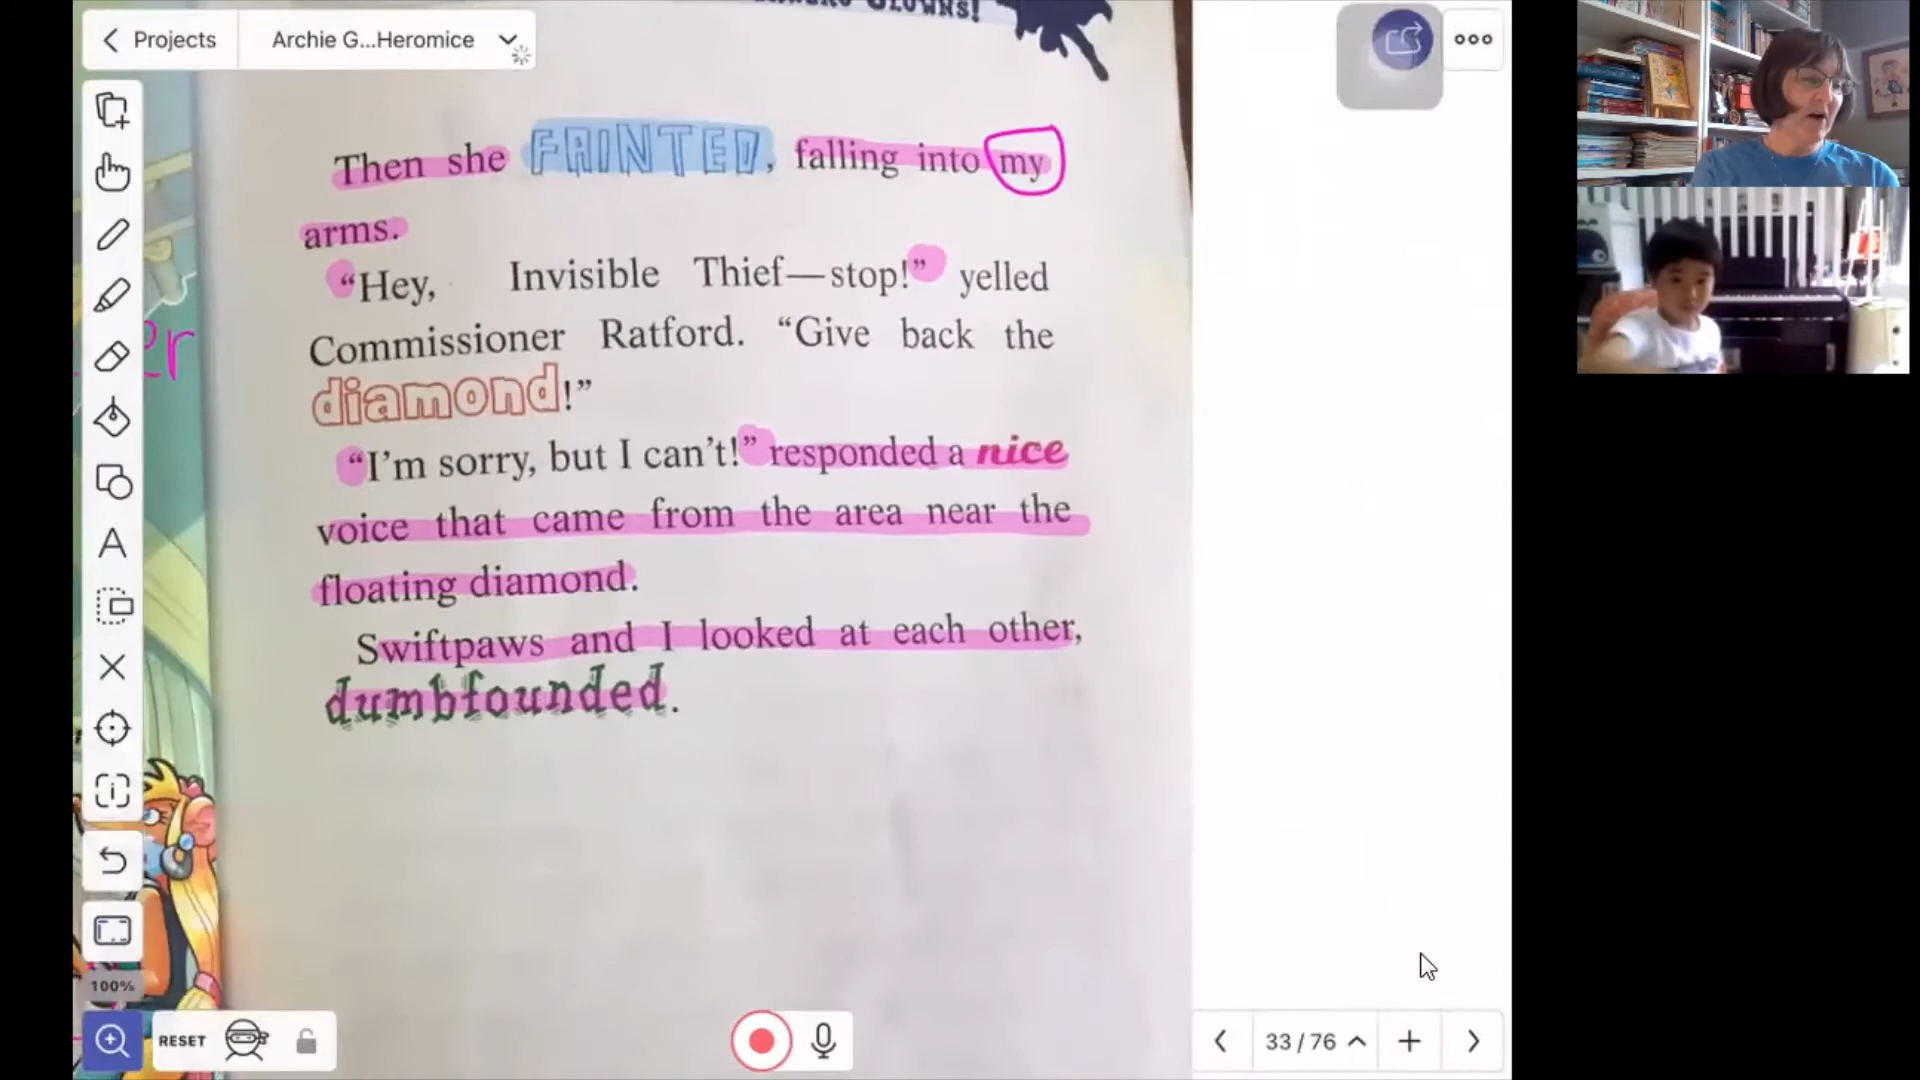 CLOWNS!
Projects
Archie G...Heromice
Then she FAINTED, falling into my
arms.
“Hey, Invisible Thief—stop!” yelled
Commissioner Ratford. “Give back the
diamond!”
“I’m sorry, but I can’t!” responded a nice
voice that came from the area near the
floating diamond.
Swiftpaws and I looked at each other,
dumbfounded.
er
100%
RESET
33 / 76